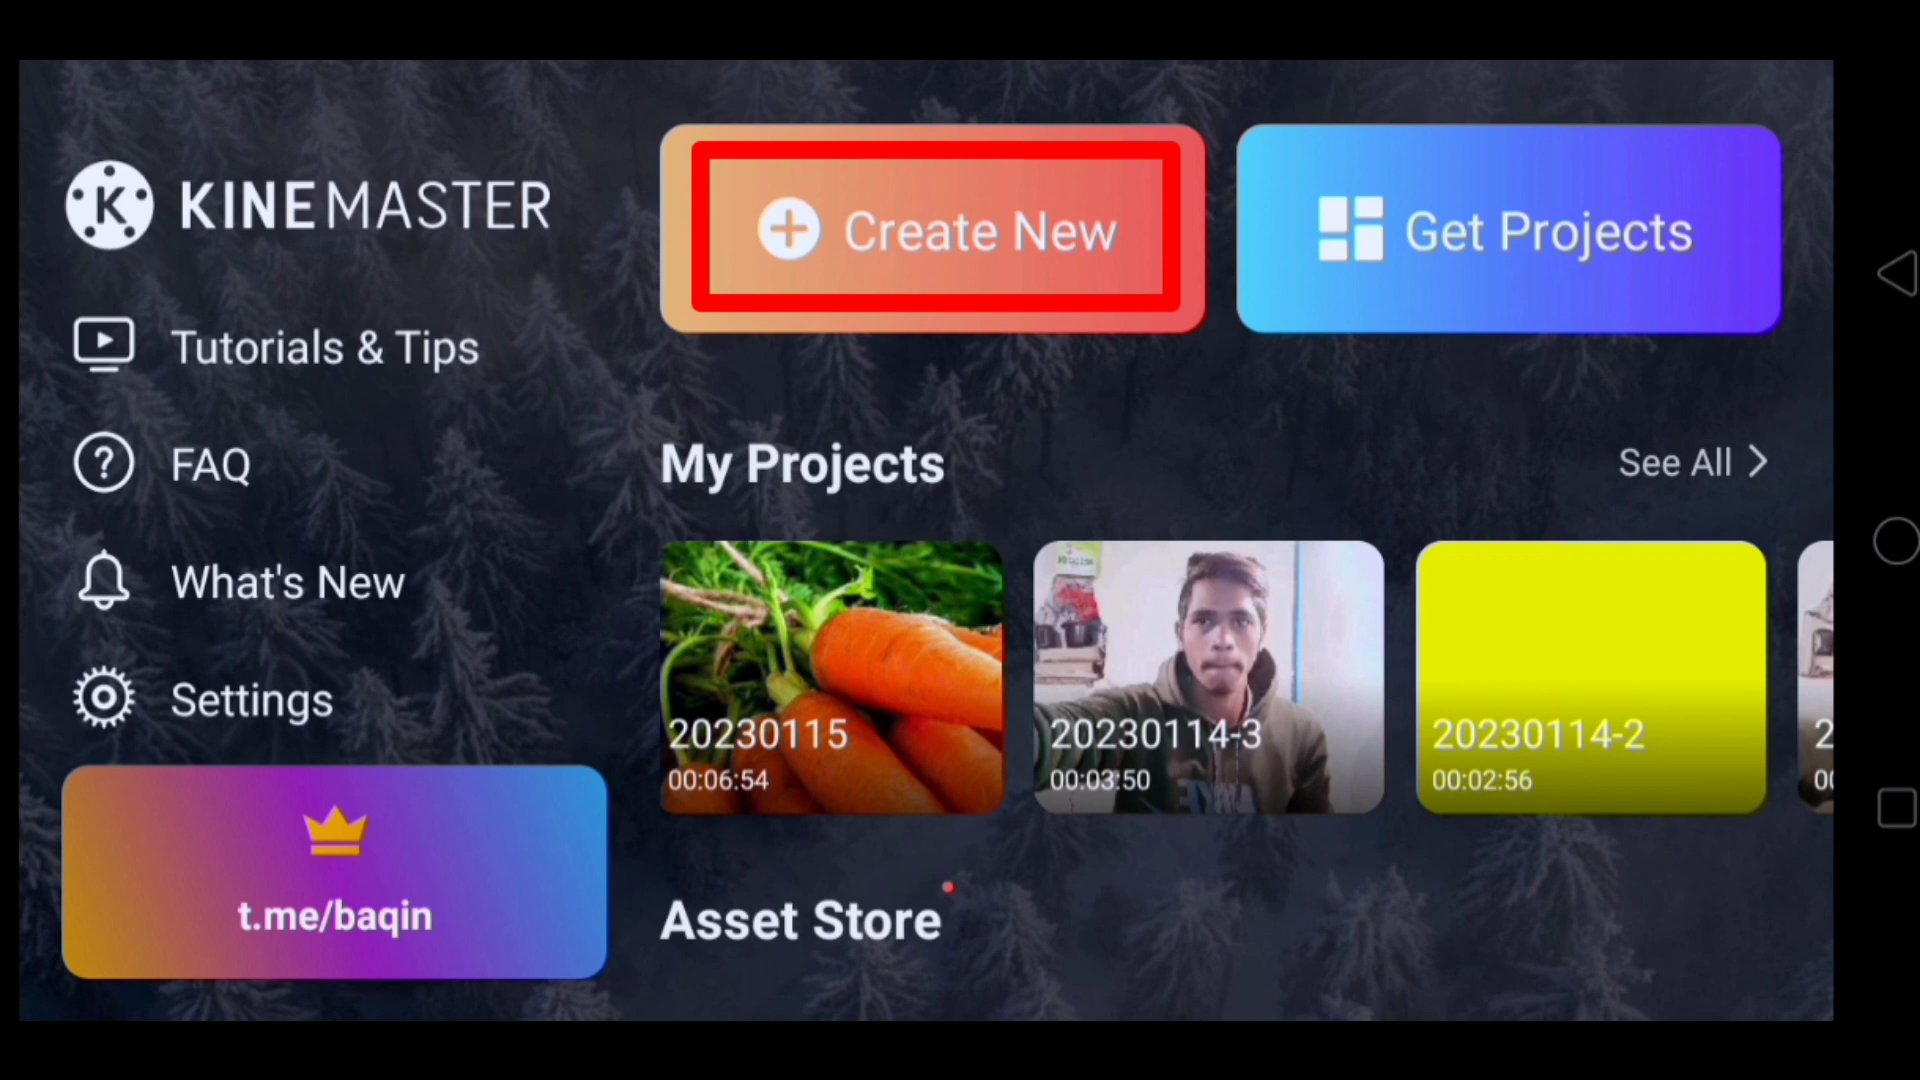 KINEMASTER
Tutorials & Tips
FAQ
What's New
Settings
t.me/baqin
Create New
Get Projects
My Projects
See All
20230115
00:06:54
20230114-3
00:03:50
20230114-2
00:02:56
Asset Store